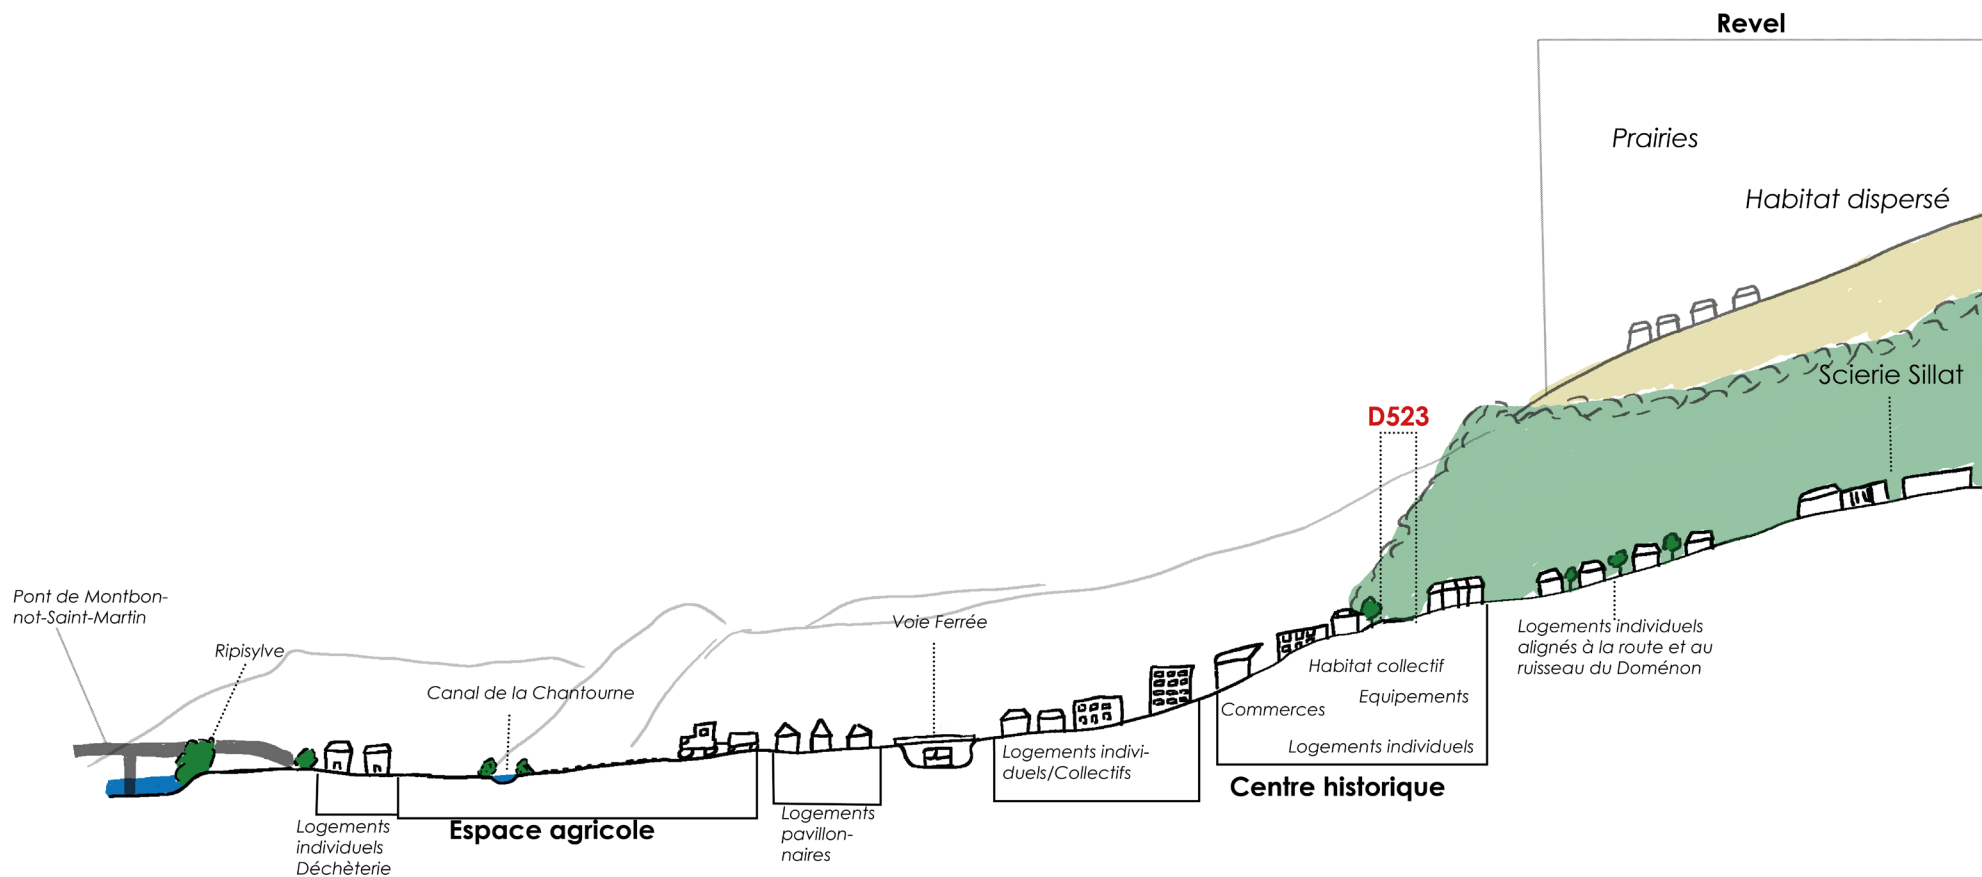 Revel
Prairies
Habitat dispersé
Scierie Sillat
D523
Pont de Montbon-
not-Saint-Martin
Ripisylve
Canal de la Chantourne
Voie Ferrée
Logements individuels
alignés à la route et au
ruisseau du Doménon
Habitat collectif
Equipements
Commerces
Logements individuels
Centre historique
Logements indivi-
duels/Collectifs
Logements
pavillon-
naires
Espace agricole
Logements
individuels
Déchèterie